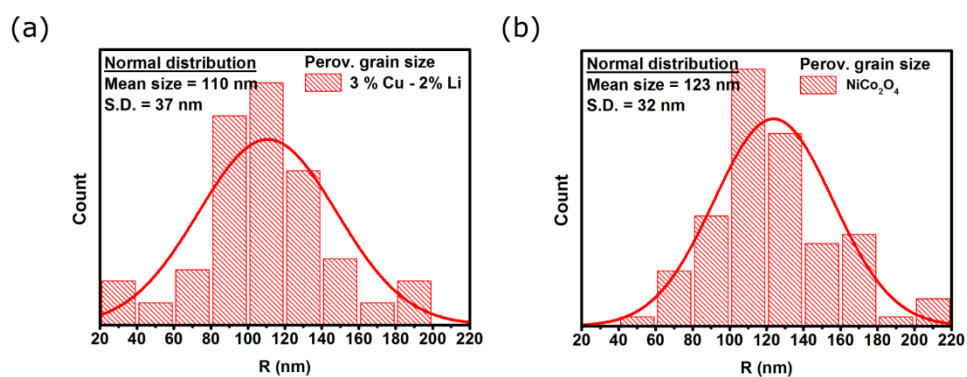 (a)
Normal distribution
Mean size = 110 nm
S.D. = 37 nm
Perov. grain size
3 % Cu - 2% Li
Count
20 40 60 80 100 120 140 160 180 200 220
R (nm)
(b)
Normal distribution
Mean size = 123 nm
S.D. = 32 nm
Perov. grain size
NiCo₂O₄
Count
20 40 60 80 100 120 140 160 180 200 220
R (nm)